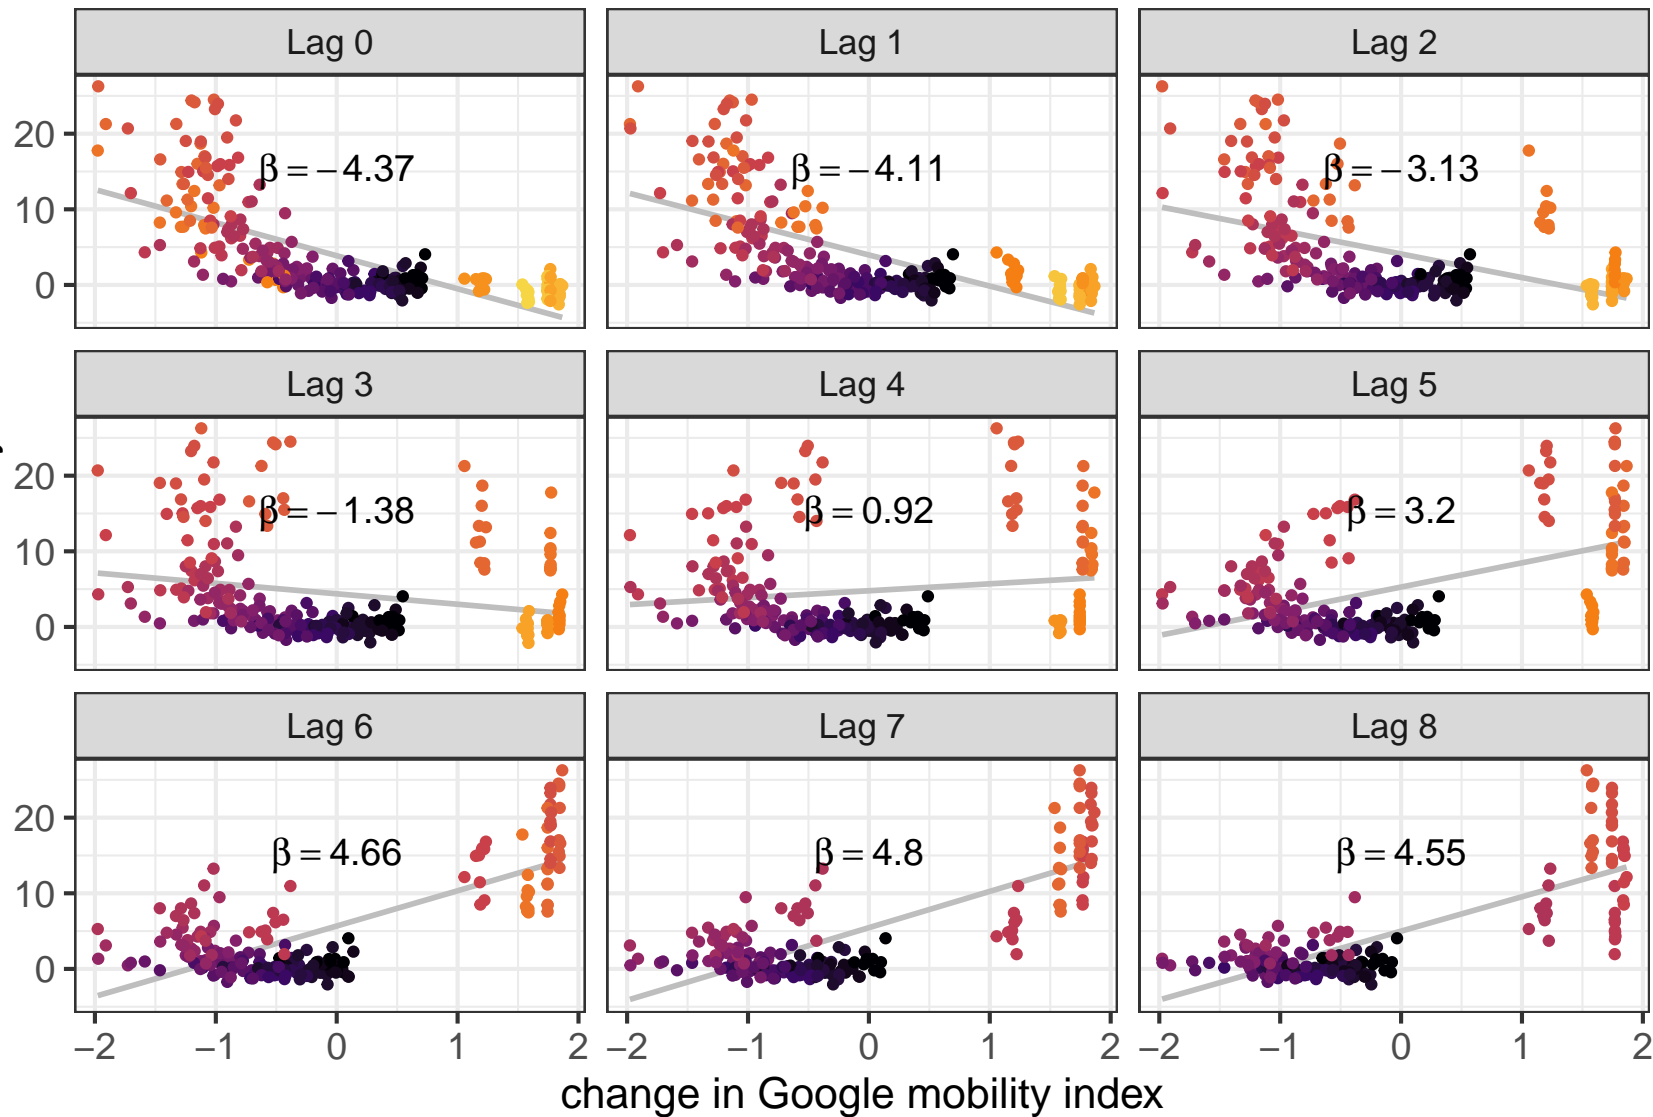 Lag 0 Lag 1 Lag 2
20
β = −4.37 β = −4.11 β = −3.13
10
0
Lag 3 Lag 4 Lag 5
20
β = −1.38 β = 0.92 β = 3.2
10
0
Lag 6 Lag 7 Lag 8
20
β = 4.66 β = 4.8 β = 4.55
10
0
−2 −1 0 1 2 −2 −1 0 1 2 −2 −1 0 1 2
change in Google mobility index